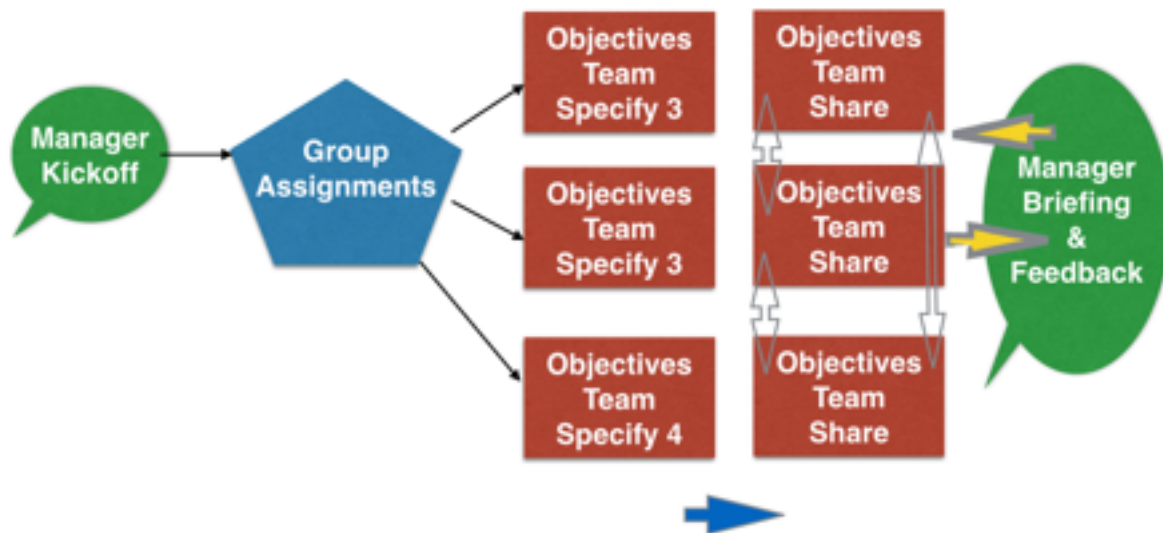 Manager
Kickoff
Group
Assignments
Objectives
Team
Specify 3
Objectives
Team
Specify 3
Objectives
Team
Specify 4
Objectives
Team
Share
Objectives
Team
Share
Objectives
Team
Share
Manager
Briefing
&
Feedback